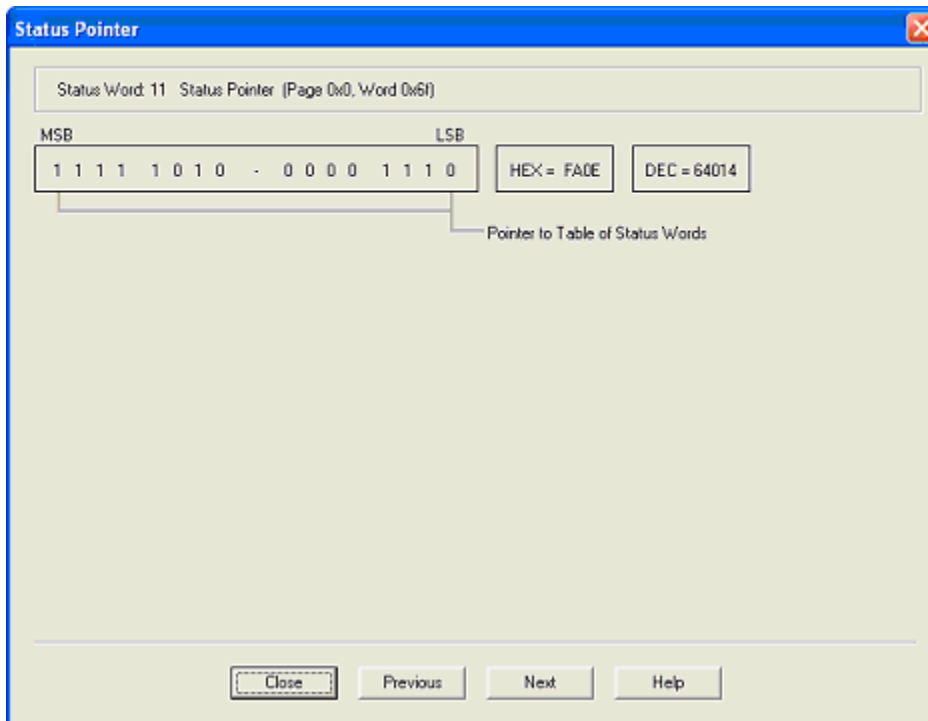 Status Pointer
Status Word: 11 Status Pointer (Page 0x0, Word 0x6f)
MSB LSB
1 1 1 1 1 0 1 0 - 0 0 0 0 1 1 1 0 HEX = FA0E DEC = 64014
Pointer to Table of Status Words
Close Previous Next Help